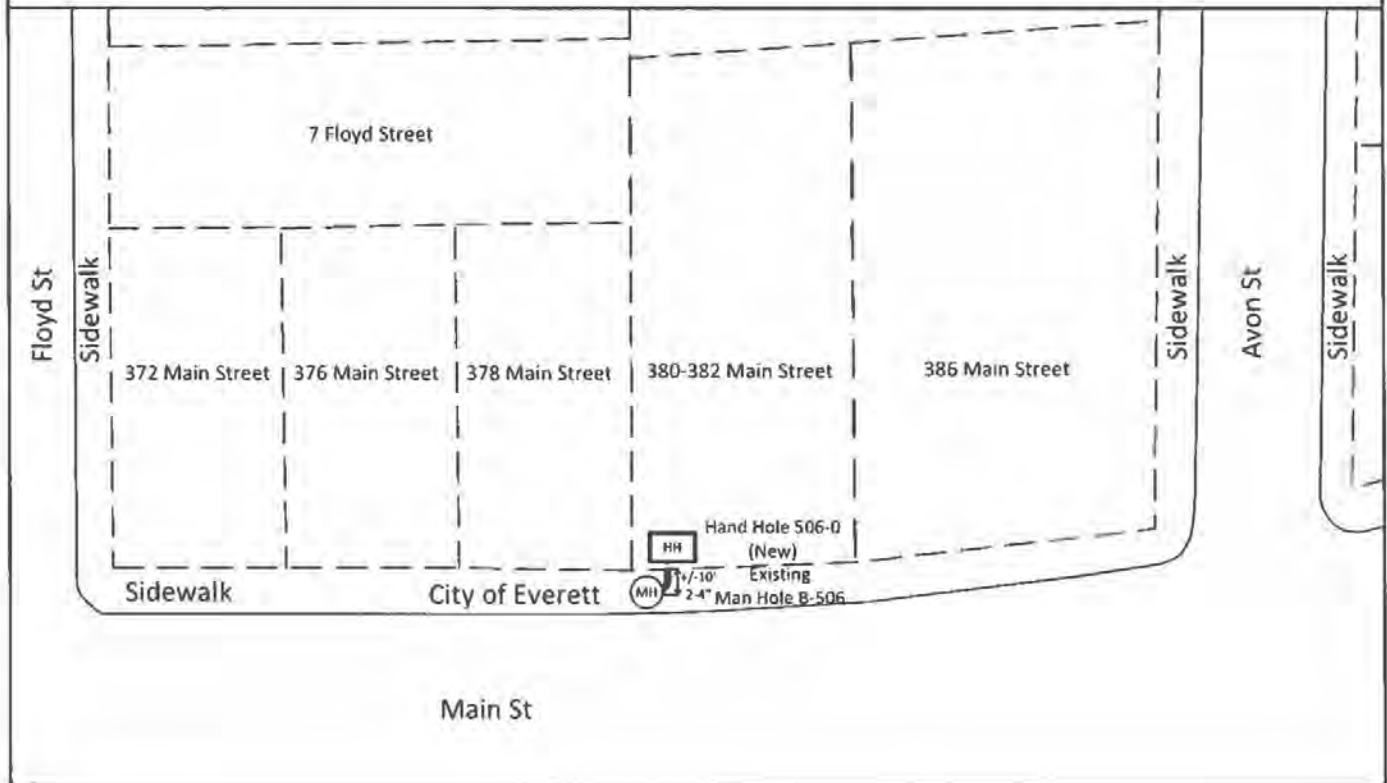 7 Floyd Street
Floyd St
Sidewalk
372 Main Street
376 Main Street
378 Main Street
380-382 Main Street
386 Main Street
Sidewalk
Avon St
Sidewalk
HH
Hand Hole 506-0
(New)
MH
+/-10'
2-4"
Existing
Man Hole B-506
Sidewalk
City of Everett
Main St